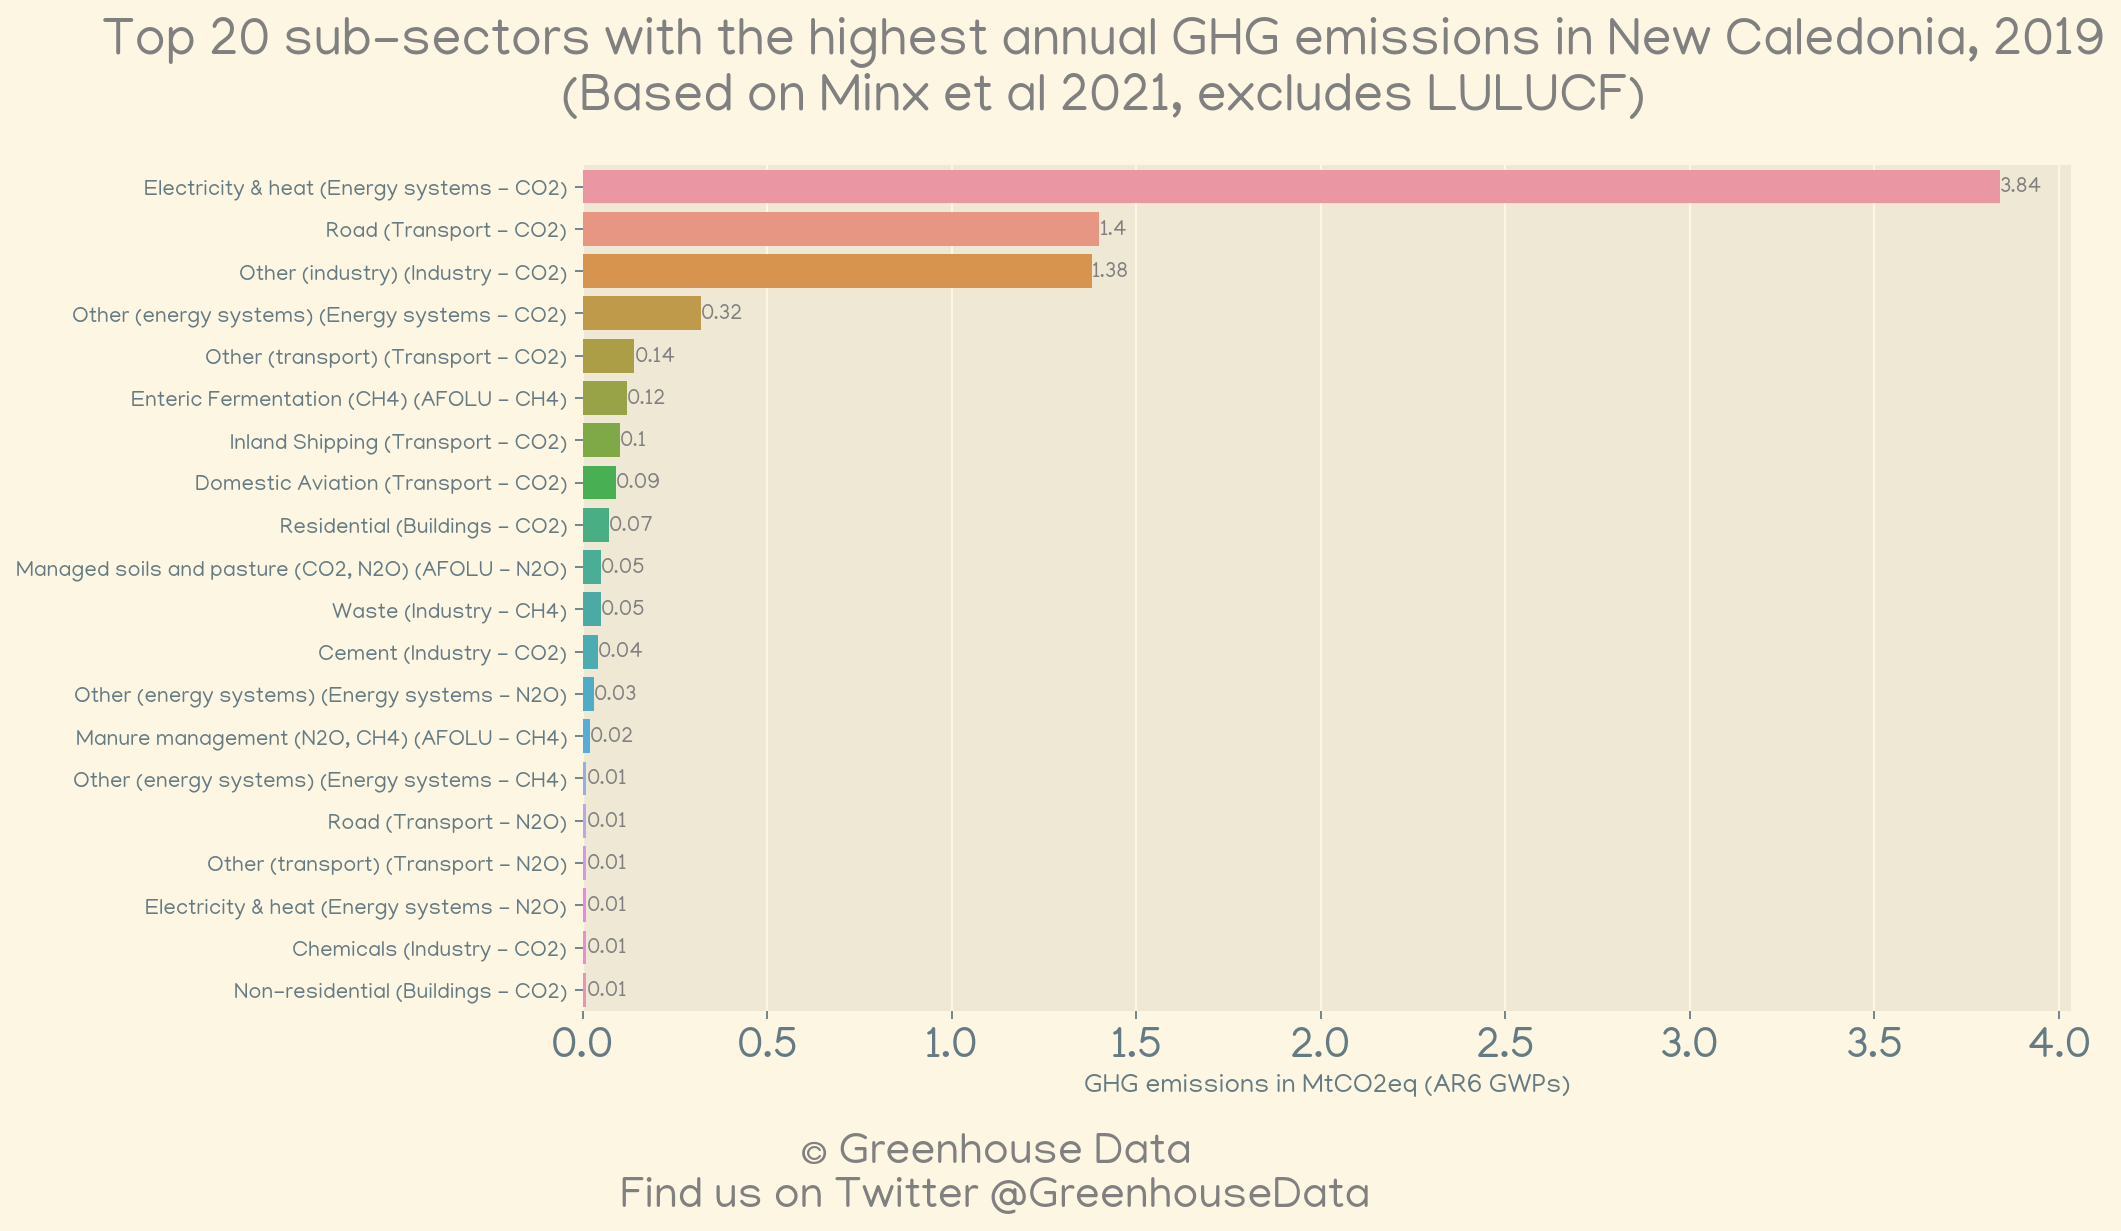 Top 20 sub-sectors with the highest annual GHG emissions in New Caledonia, 2019
(Based on Minx et al 2021, excludes LULUCF)
Electricity & heat (Energy systems - CO2) 3.84
Road (Transport - CO2) 1.4
Other (industry) (Industry - CO2) 1.38
Other (energy systems) (Energy systems - CO2) 0.32
Other (transport) (Transport - CO2) 0.14
Enteric Fermentation (CH4) (AFOLU - CH4) 0.12
Inland Shipping (Transport - CO2) 0.1
Domestic Aviation (Transport - CO2) 0.09
Residential (Buildings - CO2) 0.07
Managed soils and pasture (CO2, N2O) (AFOLU - N2O) 0.05
Waste (Industry - CH4) 0.05
Cement (Industry - CO2) 0.04
Other (energy systems) (Energy systems - N2O) 0.03
Manure management (N2O, CH4) (AFOLU - CH4) 0.02
Other (energy systems) (Energy systems - CH4) 0.01
Road (Transport - N2O) 0.01
Other (transport) (Transport - N2O) 0.01
Electricity & heat (Energy systems - N2O) 0.01
Chemicals (Industry - CO2) 0.01
Non-residential (Buildings - CO2) 0.01
0.0 0.5 1.0 1.5 2.0 2.5 3.0 3.5 4.0
GHG emissions in MtCO2eq (AR6 GWPs)
© Greenhouse Data
Find us on Twitter @GreenhouseData